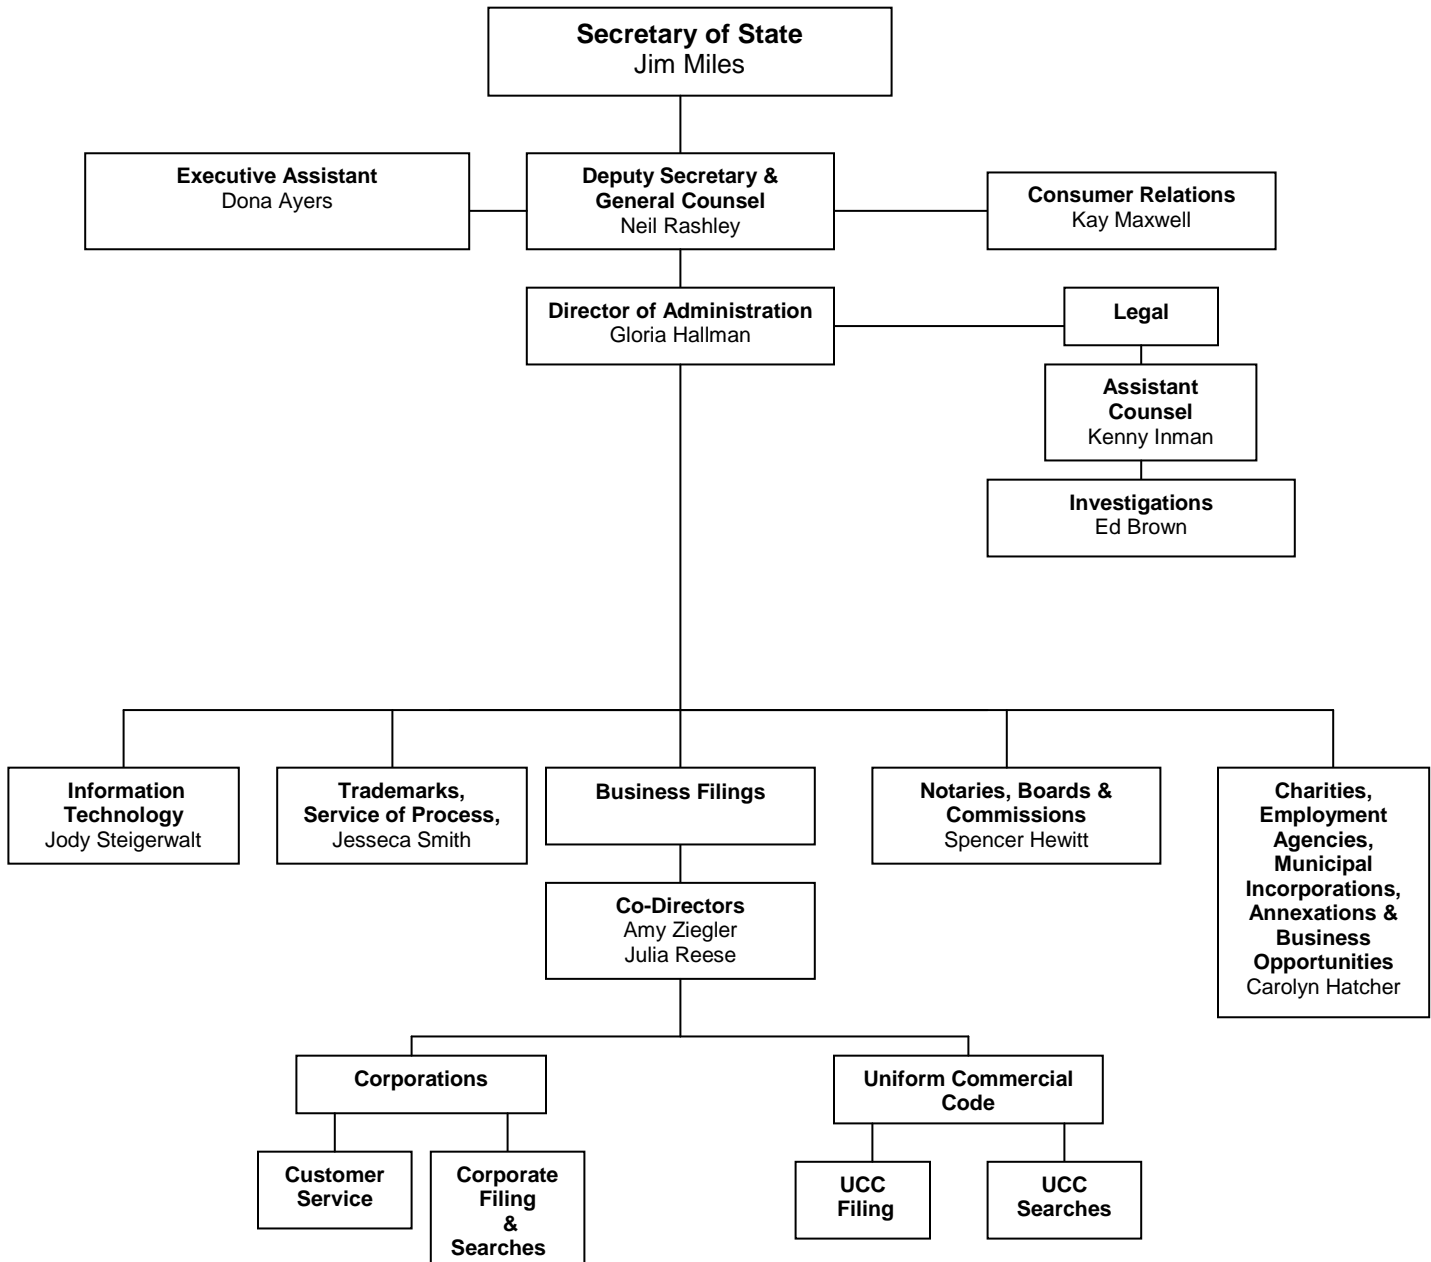 Secretary of State
Jim Miles
Executive Assistant
Dona Ayers
Deputy Secretary &
General Counsel
Neil Rashley
Consumer Relations
Kay Maxwell
Director of Administration
Gloria Hallman
Legal
Assistant
Counsel
Kenny Inman
Investigations
Ed Brown
Information
Technology
Jody Steigerwalt
Trademarks,
Service of Process,
Jesseca Smith
Business Filings
Notaries, Boards &
Commissions
Spencer Hewitt
Charities,
Employment
Agencies,
Municipal
Incorporations,
Annexations &
Business
Opportunities
Carolyn Hatcher
Co-Directors
Amy Ziegler
Julia Reese
Corporations
Uniform Commercial
Code
Customer
Service
Corporate
Filing
&
Searches
UCC
Filing
UCC
Searches